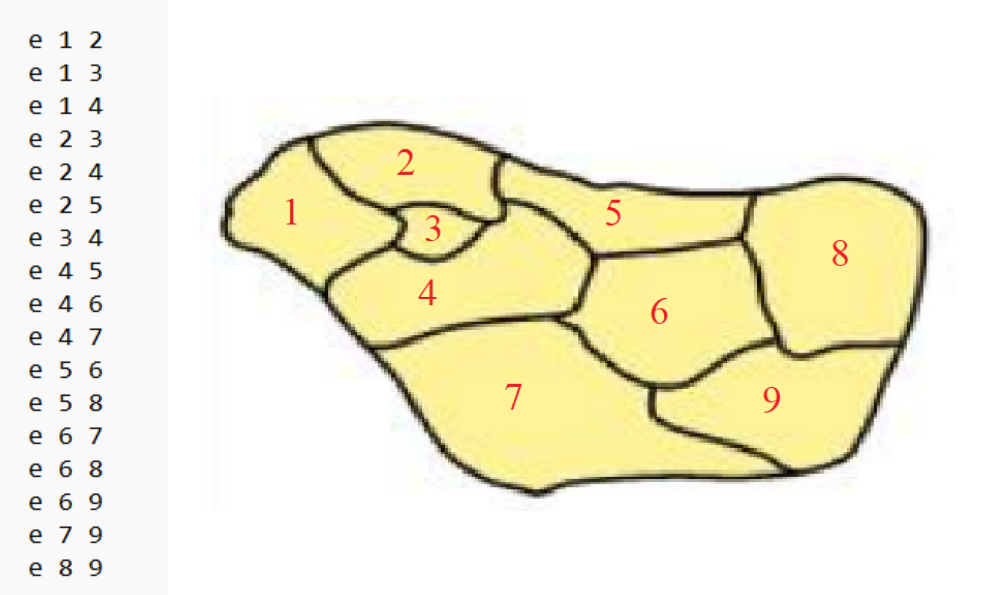 e 1 2
e 1 3
e 1 4
e 2 3
e 2 4
e 2 5
e 3 4
e 4 5
e 4 6
e 4 7
e 5 6
e 5 8
e 6 7
e 6 8
e 6 9
e 7 9
e 8 9
2
1
3
5
8
4
6
7
9